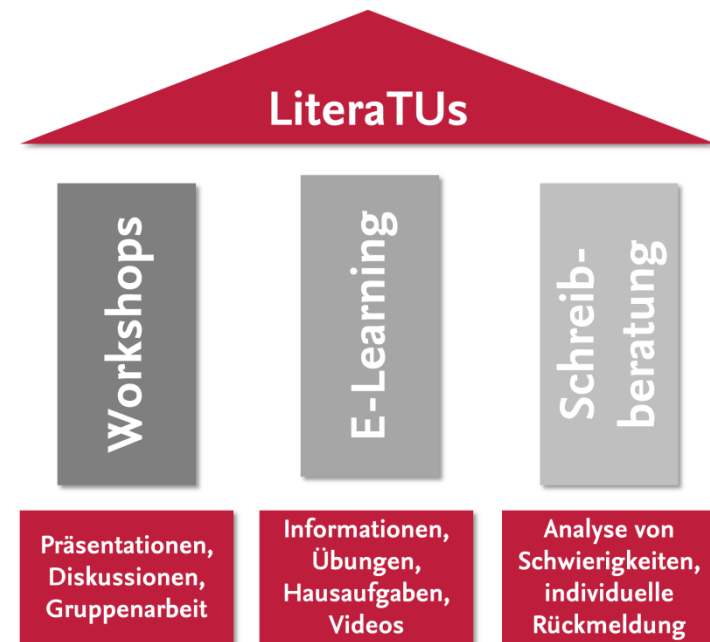 LiteraTUs
Workshops
E-Learning
Schreib-
beratung
Präsentationen,
Diskussionen,
Gruppenarbeit
Informationen,
Übungen,
Hausaufgaben,
Videos
Analyse von
Schwierigkeiten,
individuelle
Rückmeldung